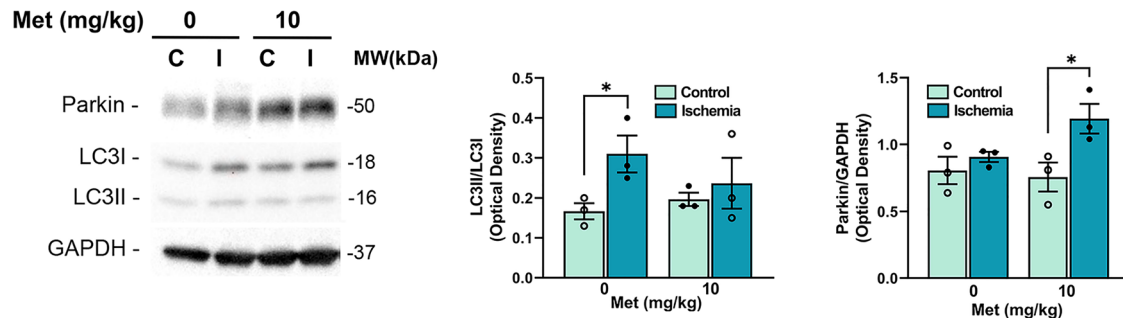 Met (mg/kg) 0 10
C I C I MW(kDa)
Parkin - -50
LC3I - -18
LC3II - -16
GAPDH - -37
LC3II/LC3I
(Optical Density)
0.5
0.4
0.3
0.2
0.1
0.0
*
Control
Ischemia
0 10
Met (mg/kg)
Parkin/GAPDH
(Optical Density)
1.5
1.0
0.5
0.0
*
Control
Ischemia
0 10
Met (mg/kg)